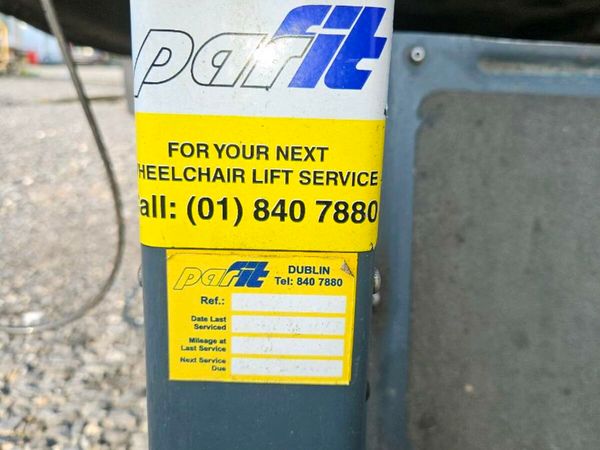 parfit
FOR YOUR NEXT
HEELCHAIR LIFT SERVICE
all: (01) 840 7880
parfit
DUBLIN
Tel: 840 7880
Ref.:
Date Last
Serviced
Mileage at
Last Service
Next Service
Due